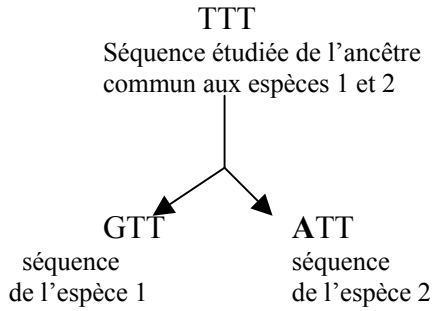 TTT
Séquence étudiée de l'ancêtre
commun aux espèces 1 et 2
GTT
ATT
séquence
de l'espèce 1
séquence
de l'espèce 2